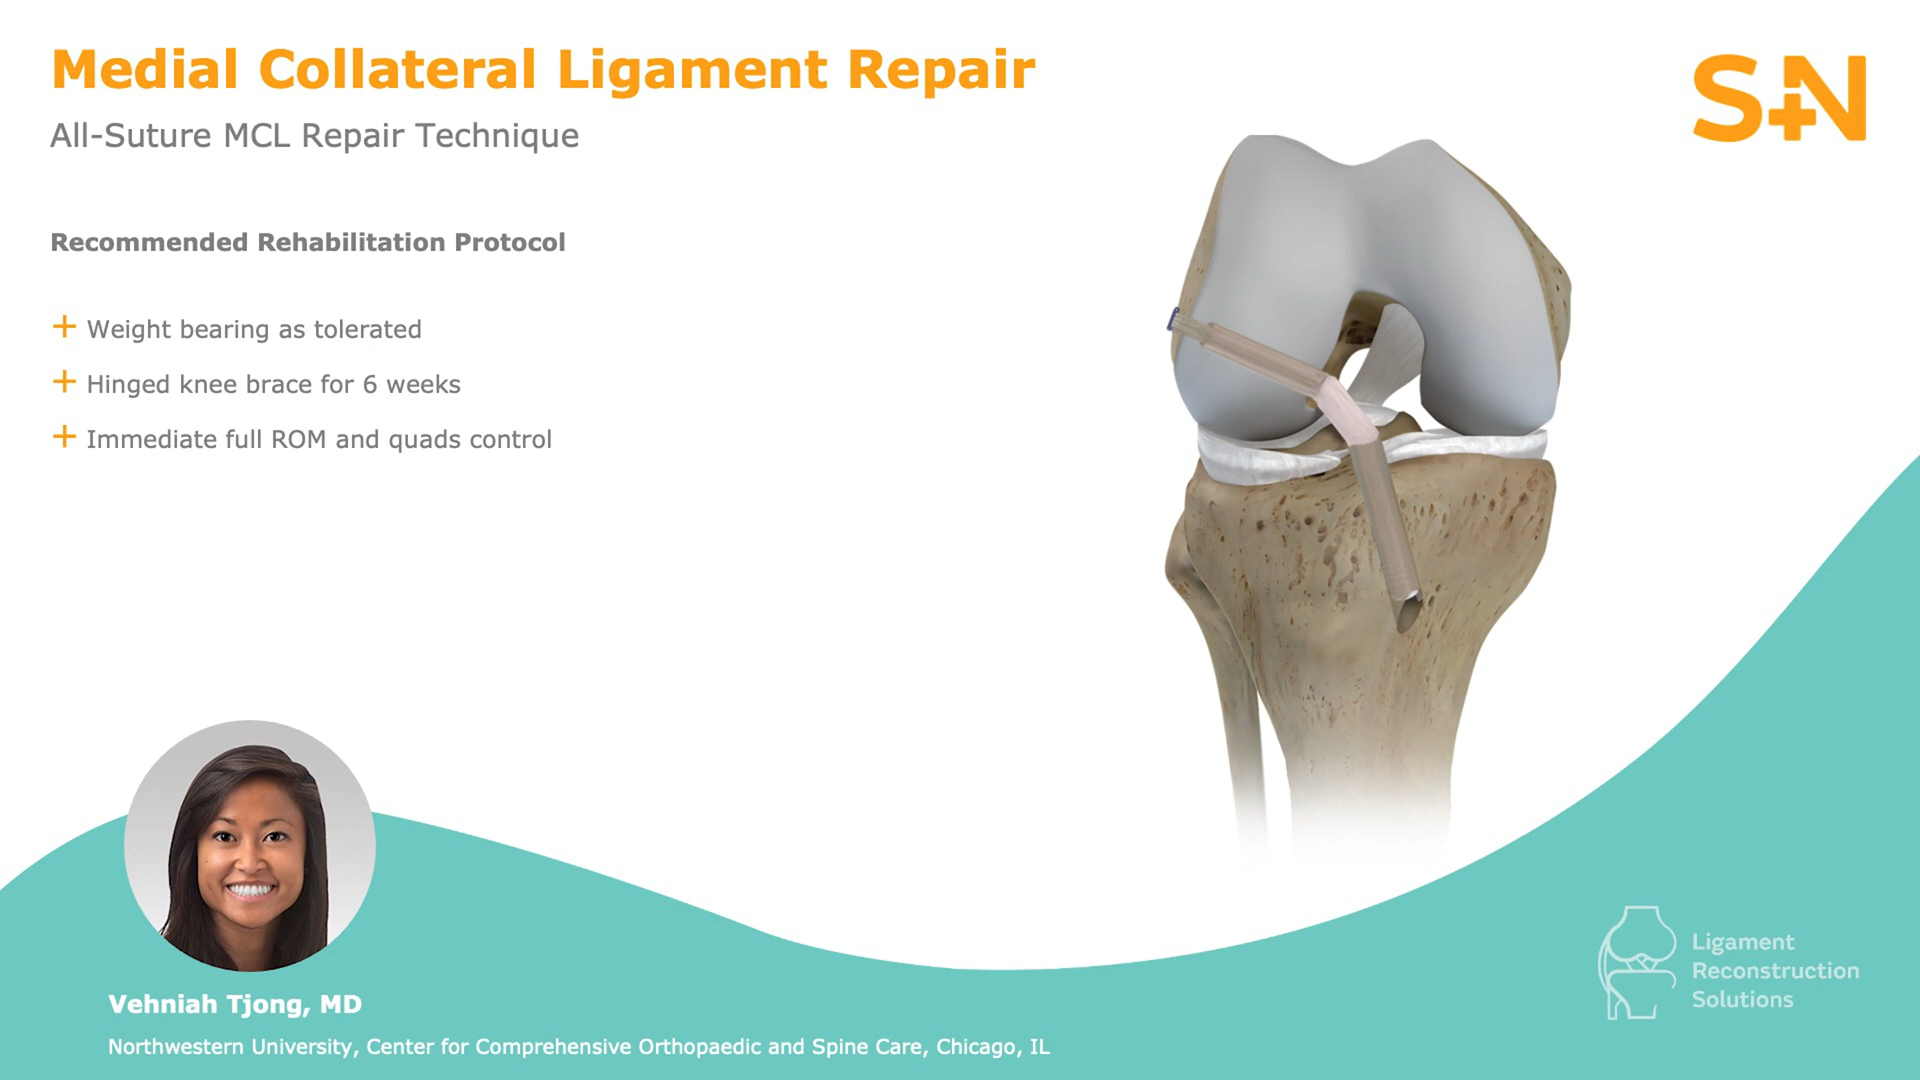 Medial Collateral Ligament Repair
S+N
All-Suture MCL Repair Technique
Recommended Rehabilitation Protocol
+ Weight bearing as tolerated
+ Hinged knee brace for 6 weeks
+ Immediate full ROM and quads control
Ligament
Reconstruction
Solutions
Vehniah Tjong, MD
Northwestern University, Center for Comprehensive Orthopaedic and Spine Care, Chicago, IL